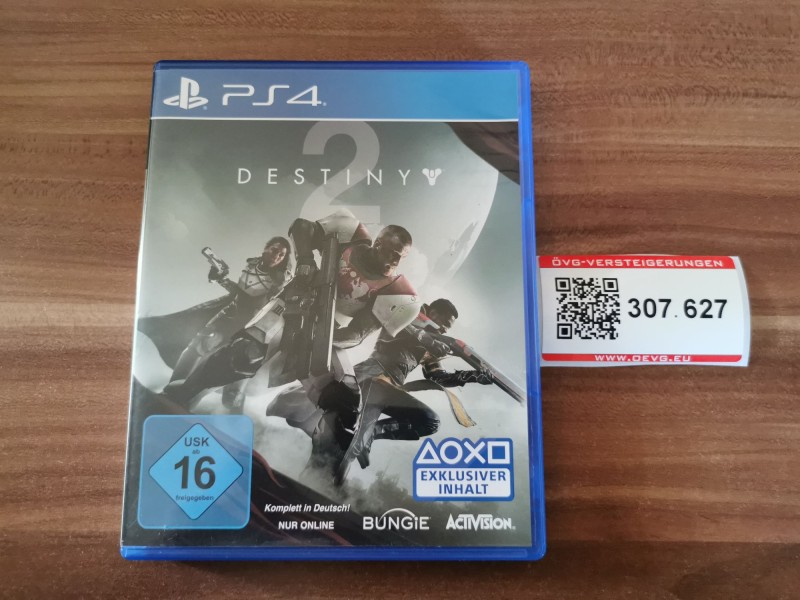 PS4
2
DESTINY
ÖVG-VERSTEIGERUNGEN
307.627
WWW.OEVG.EU
USK
ab
16
freigegeben
EXKLUSIVER
INHALT
Komplett in Deutsch!
NUR ONLINE
BUNGiE
ACTIVISION